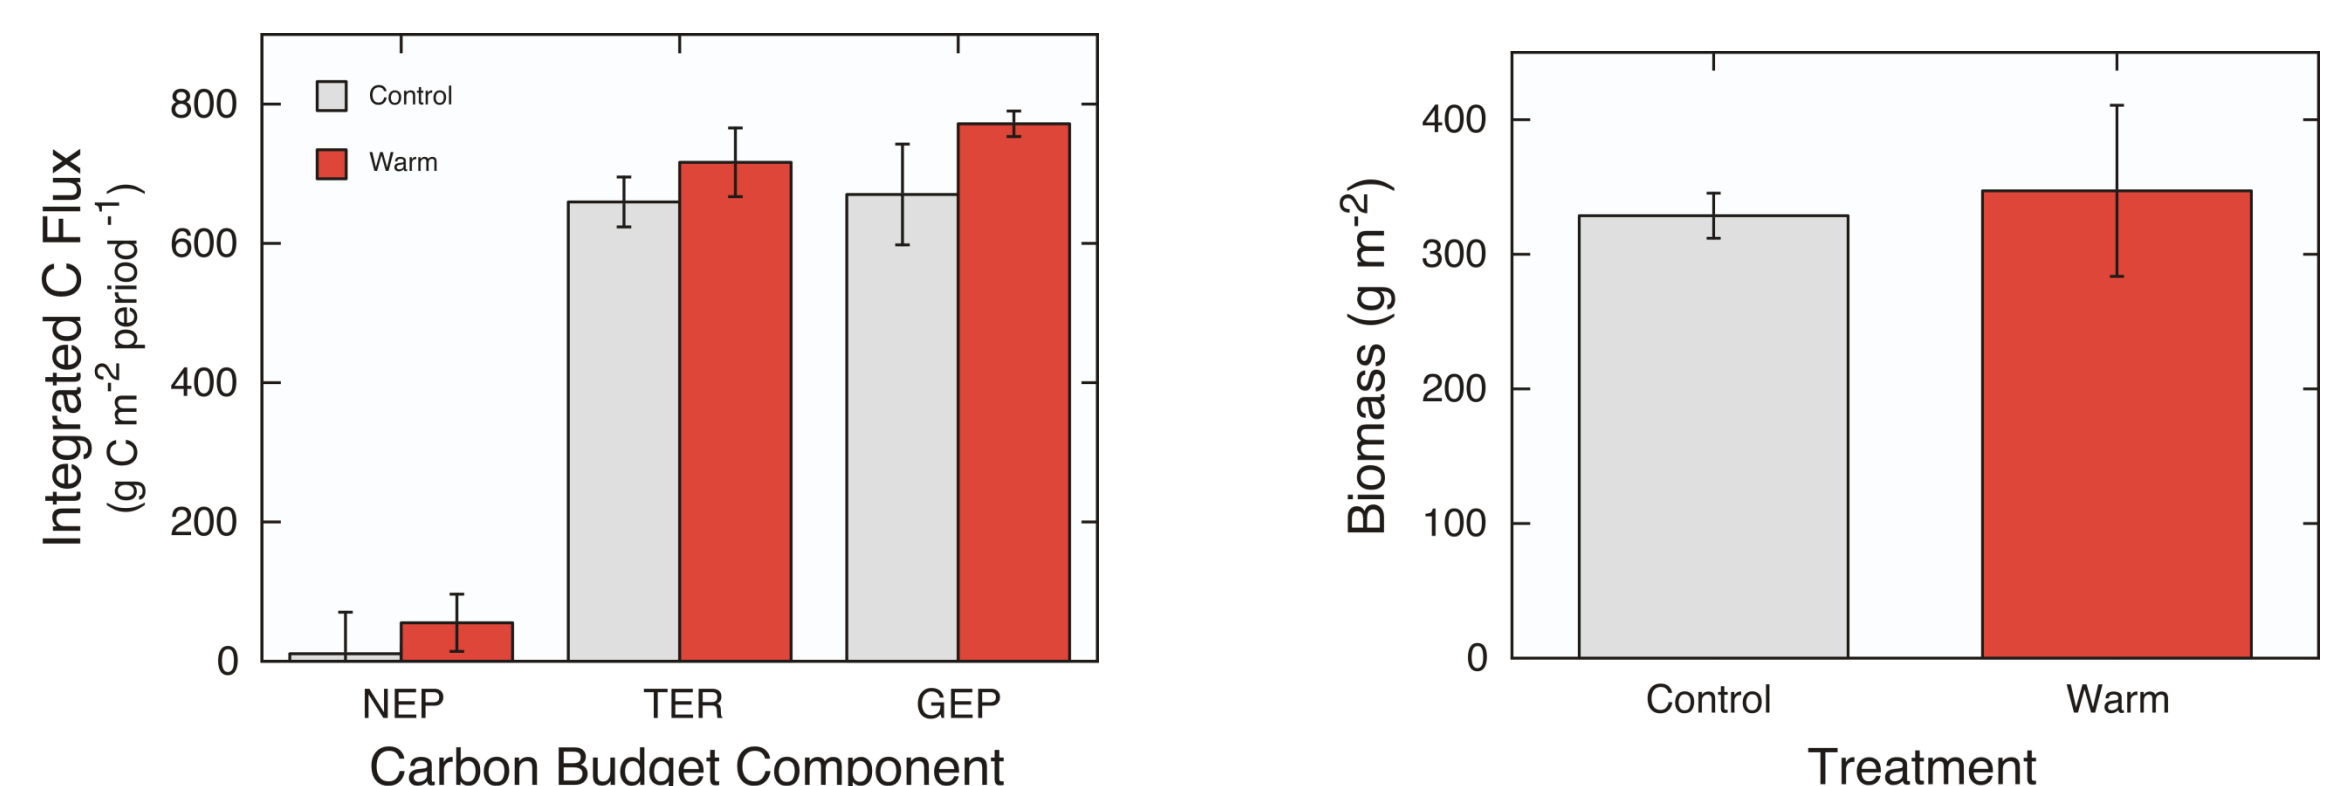 Integrated C Flux
(g C m-2 period -1)
800
600
400
200
0
Control
Warm
NEP TER GEP
Carbon Budget Component
Biomass (g m-2)
400
300
200
100
0
Control Warm
Treatment